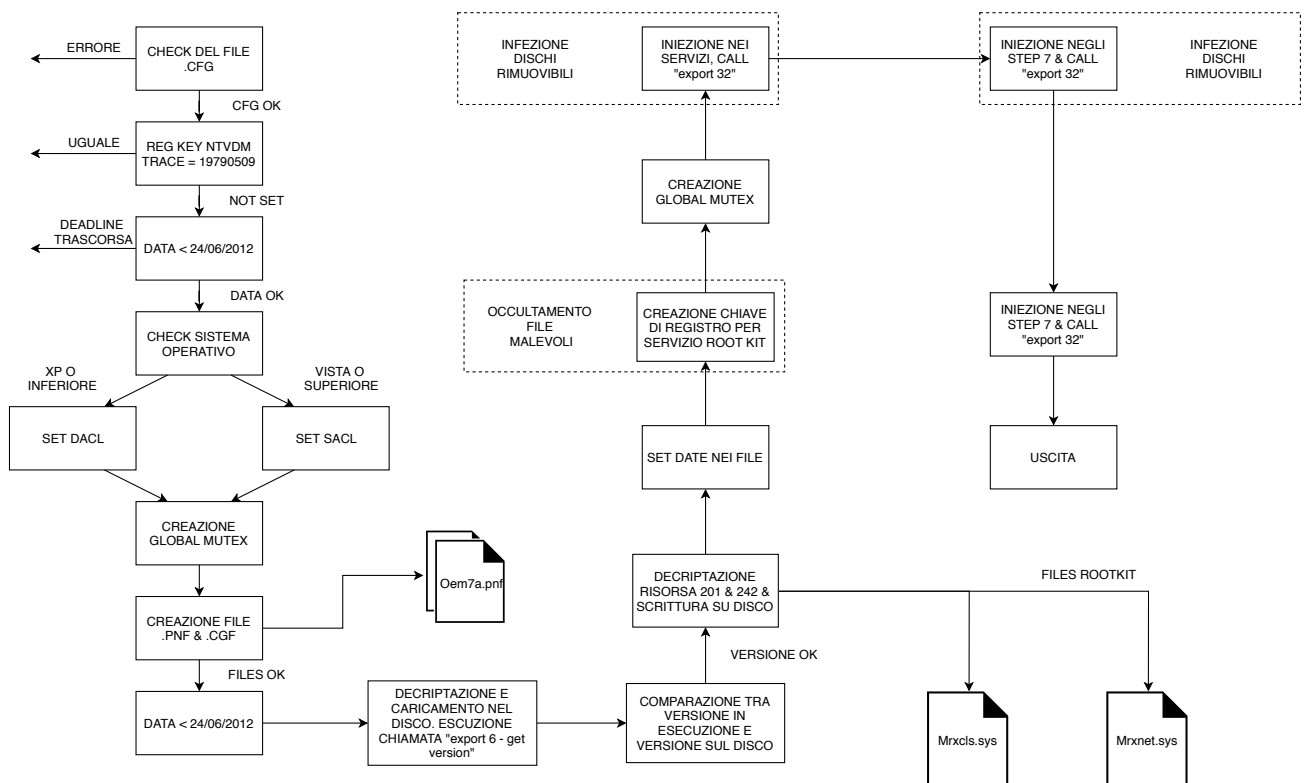 ERRORE
CHECK DEL FILE
.CFG
CFG OK
UGUALE
REG KEY NTVDM
TRACE = 19790509
NOT SET
DEADLINE
TRASCORSA
DATA < 24/06/2012
DATA OK
CHECK SISTEMA
OPERATIVO
XP O
INFERIORE
VISTA O
SUPERIORE
SET DACL
SET SACL
CREAZIONE
GLOBAL MUTEX
CREAZIONE FILE
.PNF & .CGF
Oem7a.pnf
FILES OK
DATA < 24/06/2012
DECRIPTAZIONE E
CARICAMENTO NEL
DISCO. ESCUZIONE
CHIAMATA "export 6 - get
version"
COMPARAZIONE TRA
VERSIONE IN
ESECUZIONE E
VERSIONE SUL DISCO
VERSIONE OK
DECRIPTAZIONE
RISORSA 201 & 242 &
SCRITTURA SU DISCO
FILES ROOTKIT
Mrxcls.sys
Mrxnet.sys
SET DATE NEI FILE
OCCULTAMENTO
FILE
MALEVOLI
CREAZIONE CHIAVE
DI REGISTRO PER
SERVIZIO ROOT KIT
CREAZIONE
GLOBAL MUTEX
INFEZIONE
DISCHI
RIMUOVIBILI
INIEZIONE NEI
SERVIZI, CALL
"export 32"
INIEZIONE NEGLI
STEP 7 & CALL
"export 32"
INFEZIONE
DISCHI
RIMUOVIBILI
INIEZIONE NEGLI
STEP 7 & CALL
"export 32"
USCITA